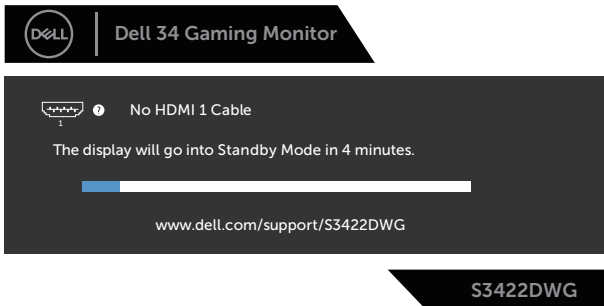 DELL
Dell 34 Gaming Monitor
? No HDMI 1 Cable
1
The display will go into Standby Mode in 4 minutes.
www.dell.com/support/S3422DWG
S3422DWG